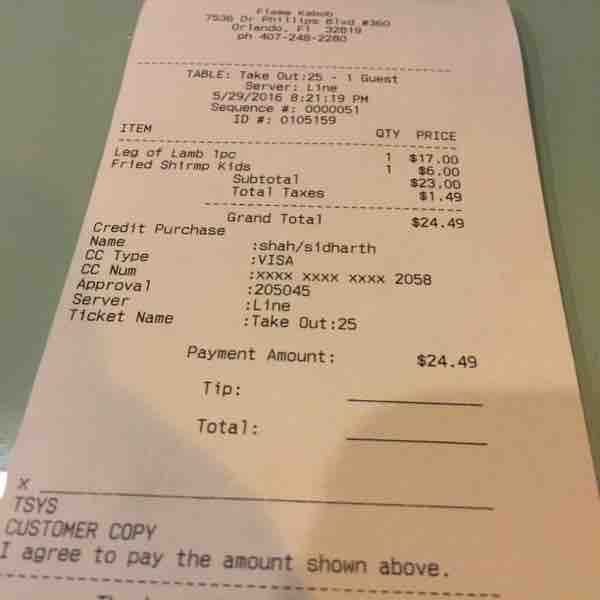 Flame Kabob
7536 Dr Phillips Blvd #360
Orlando, Fl 32819
ph 407-248-2280
TABLE: Take Out:25 - 1 Guest
Server: Line
5/29/2016 8:21:19 PM
Sequence #: 0000051
ID #: 0105159
ITEM QTY PRICE
Leg of Lamb 1pc 1 $17.00
Fried Shirmp Kids 1 $6.00
Subtotal $23.00
Total Taxes $1.49
Grand Total $24.49
Credit Purchase
Name :shah/sidharth
CC Type :VISA
CC Num :xxxx xxxx xxxx 2058
Approval :205045
Server :Line
Ticket Name :Take Out:25
Payment Amount: $24.49
Tip:
Total:
x
TSYS
CUSTOMER COPY
I agree to pay the amount shown above.